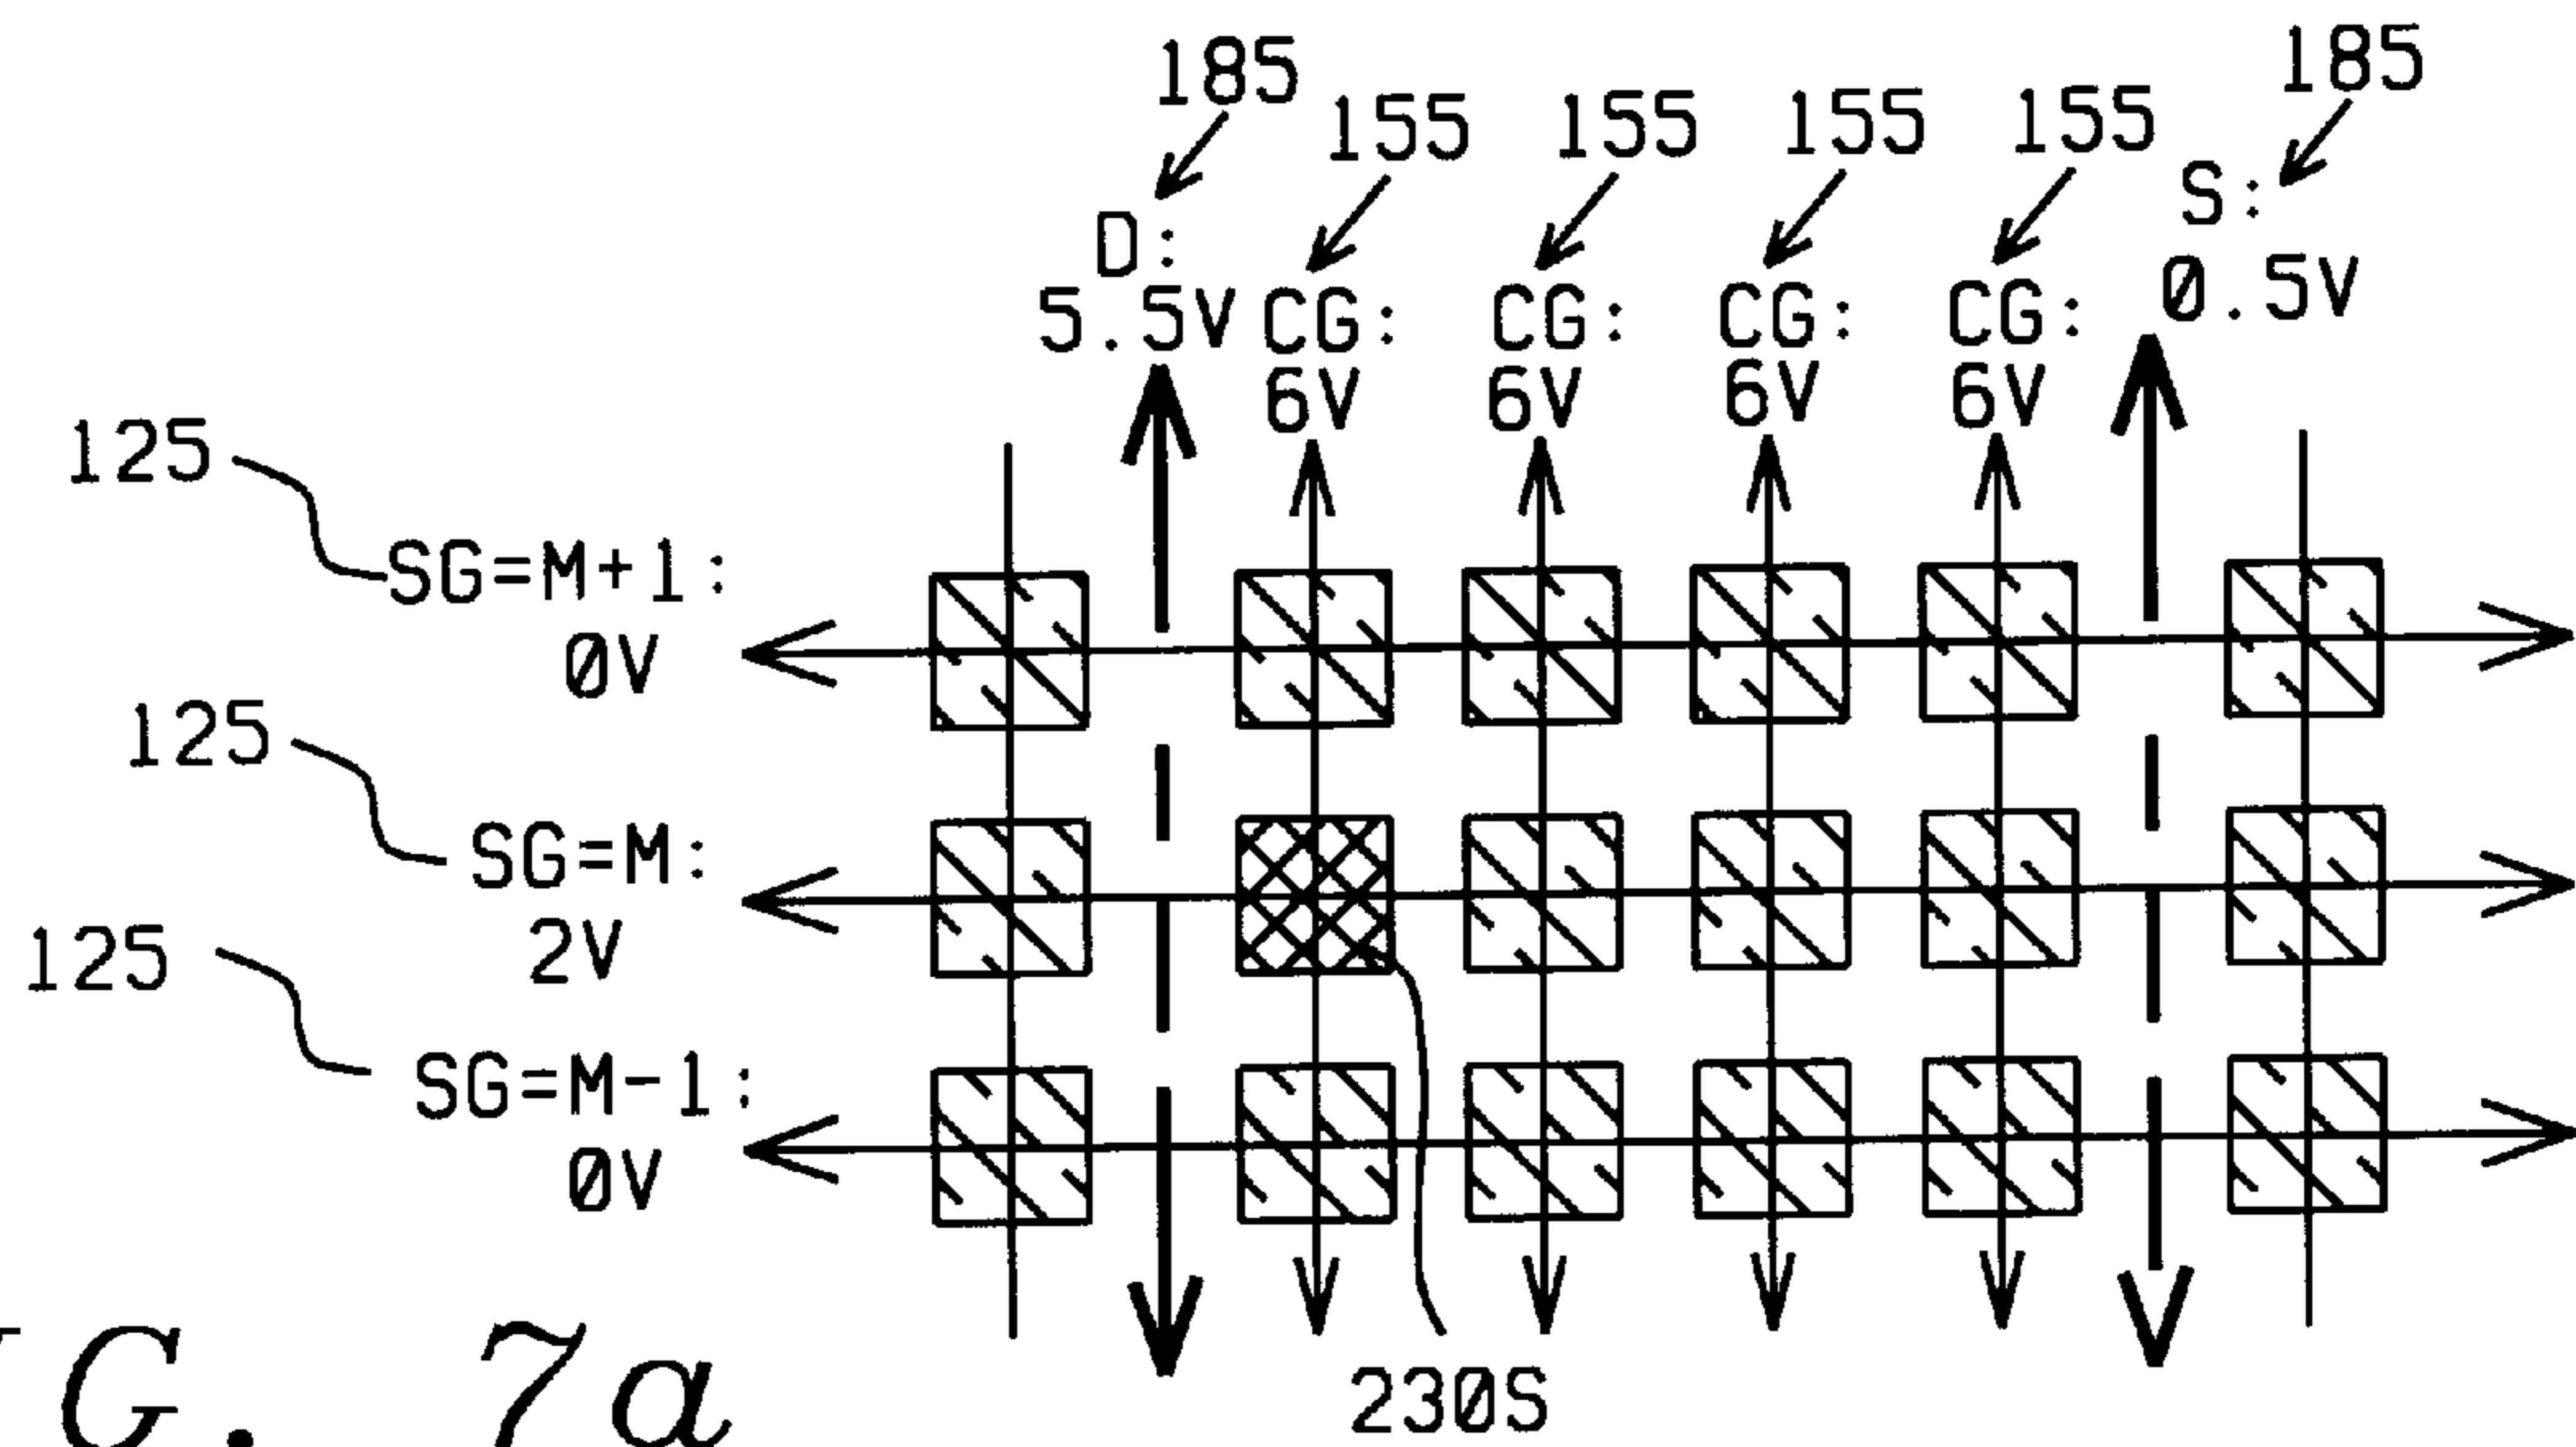 185 155 155 155 155 185
D: S:
5.5V CG: CG: CG: CG: 0.5V
6V 6V 6V 6V
125
SG=M+1:
0V
125
SG=M:
2V
125
SG=M-1:
0V
230S
G. 7a